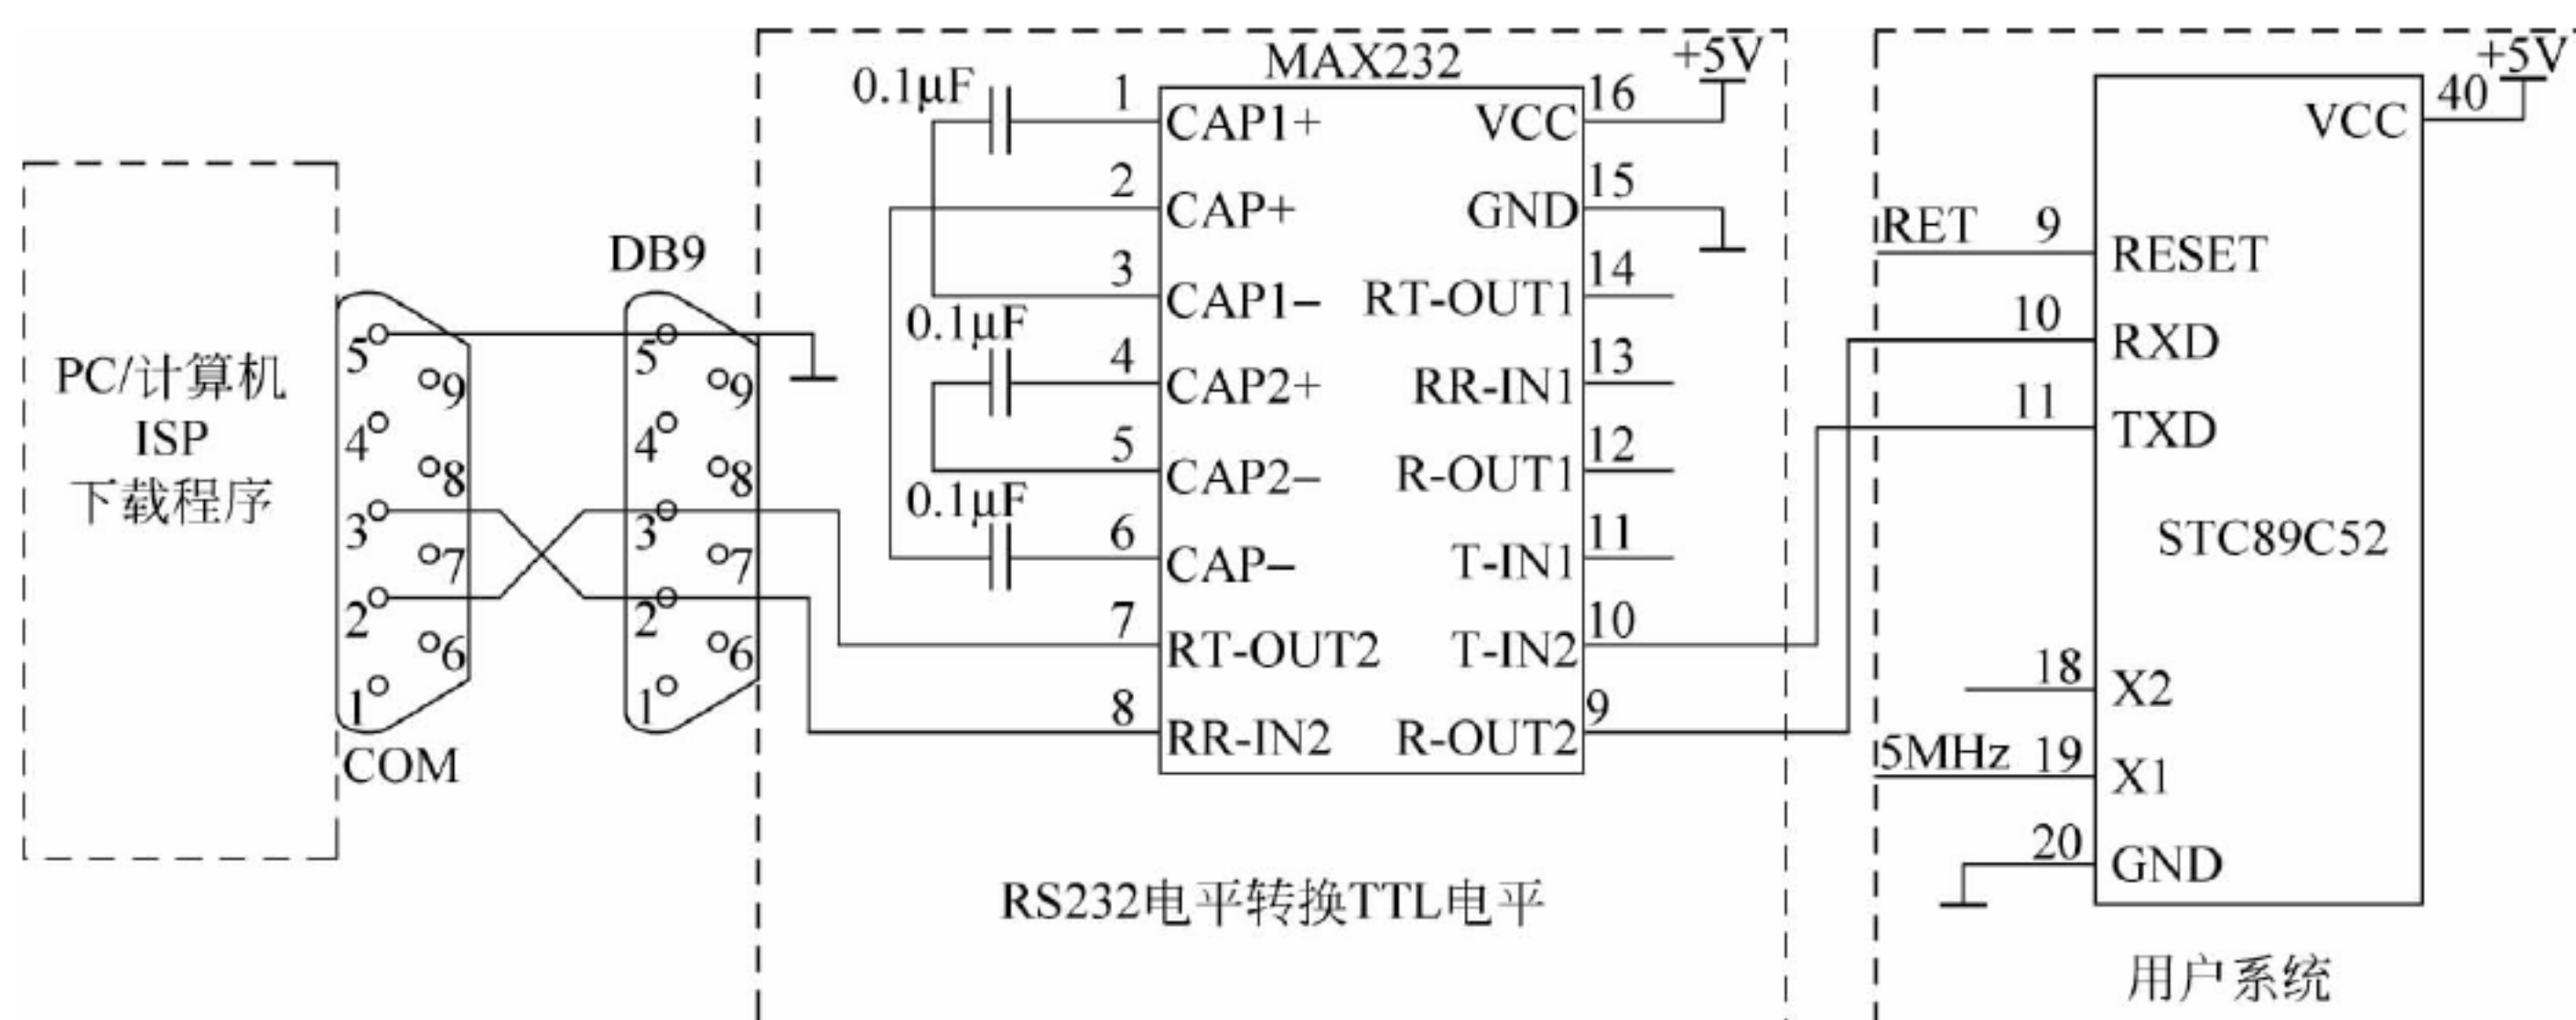 PC/计算机
ISP
下载程序
COM
5
9
4
8
3
7
2
6
1
DB9
5
9
4
8
3
7
2
6
1
MAX232
0.1μF
0.1μF
0.1μF
1 CAP1+
2 CAP+
3 CAP1–
4 CAP2+
5 CAP2–
6 CAP–
7 RT-OUT2
8 RR-IN2
+5V
VCC 16
GND 15
RT-OUT1 14
RR-IN1 13
R-OUT1 12
T-IN1 11
T-IN2 10
R-OUT2 9
RS232电平转换TTL电平
+5V
VCC 40
RET 9 RESET
10 RXD
11 TXD
STC89C52
18 X2
5MHz 19 X1
20 GND
用户系统